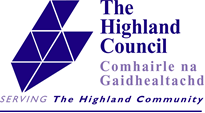 The
Highland
Council
Comhairle na
Gaidhealtachd
SERVING The Highland Community